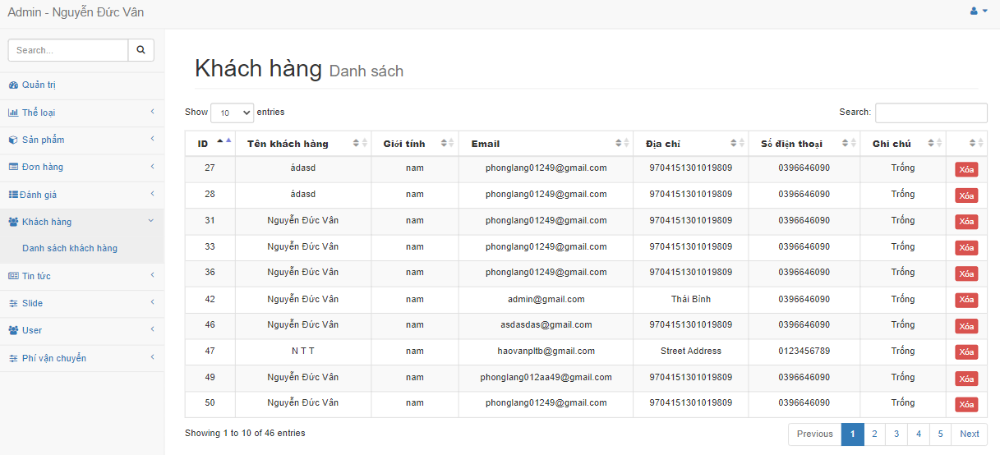 Admin - Nguyễn Đức Vân
Search...
Quản trị
Thể loại
Sản phẩm
Đơn hàng
Đánh giá
Khách hàng
Danh sách khách hàng
Tin tức
Slide
User
Phí vận chuyển
Khách hàng Danh sách
Show 10 entries Search:
ID Tên khách hàng Giới tính Email Địa chỉ Số điện thoại Ghi chú
27 ádasd nam phonglang01249@gmail.com 9704151301019809 0396646090 Trống Xóa
28 ádasd nam phonglang01249@gmail.com 9704151301019809 0396646090 Trống Xóa
31 Nguyễn Đức Vân nam phonglang01249@gmail.com 9704151301019809 0396646090 Trống Xóa
33 Nguyễn Đức Vân nam phonglang01249@gmail.com 9704151301019809 0396646090 Trống Xóa
36 Nguyễn Đức Vân nam phonglang01249@gmail.com 9704151301019809 0396646090 Trống Xóa
42 Nguyễn Đức Vân nam admin@gmail.com Thái Bình 0396646090 Trống Xóa
46 Nguyễn Đức Vân nam asdasdas@gmail.com 9704151301019809 0396646090 Trống Xóa
47 N T T nam haovanpltb@gmail.com Street Address 0123456789 Trống Xóa
49 Nguyễn Đức Vân nam phonglang012aa49@gmail.com 9704151301019809 0396646090 Trống Xóa
50 Nguyễn Đức Vân nam phonglang01249@gmail.com 9704151301019809 0396646090 Trống Xóa
Showing 1 to 10 of 46 entries Previous 1 2 3 4 5 Next